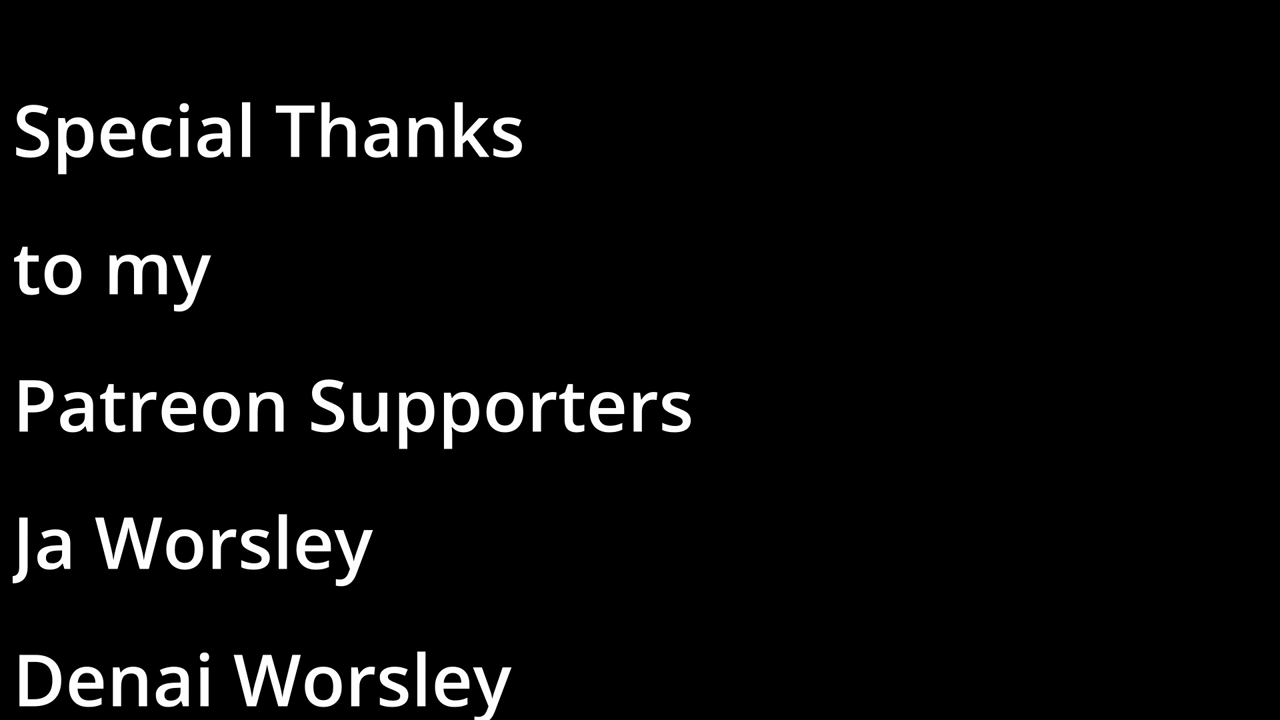 Special Thanks
to my
Patreon Supporters
Ja Worsley
Denai Worsley